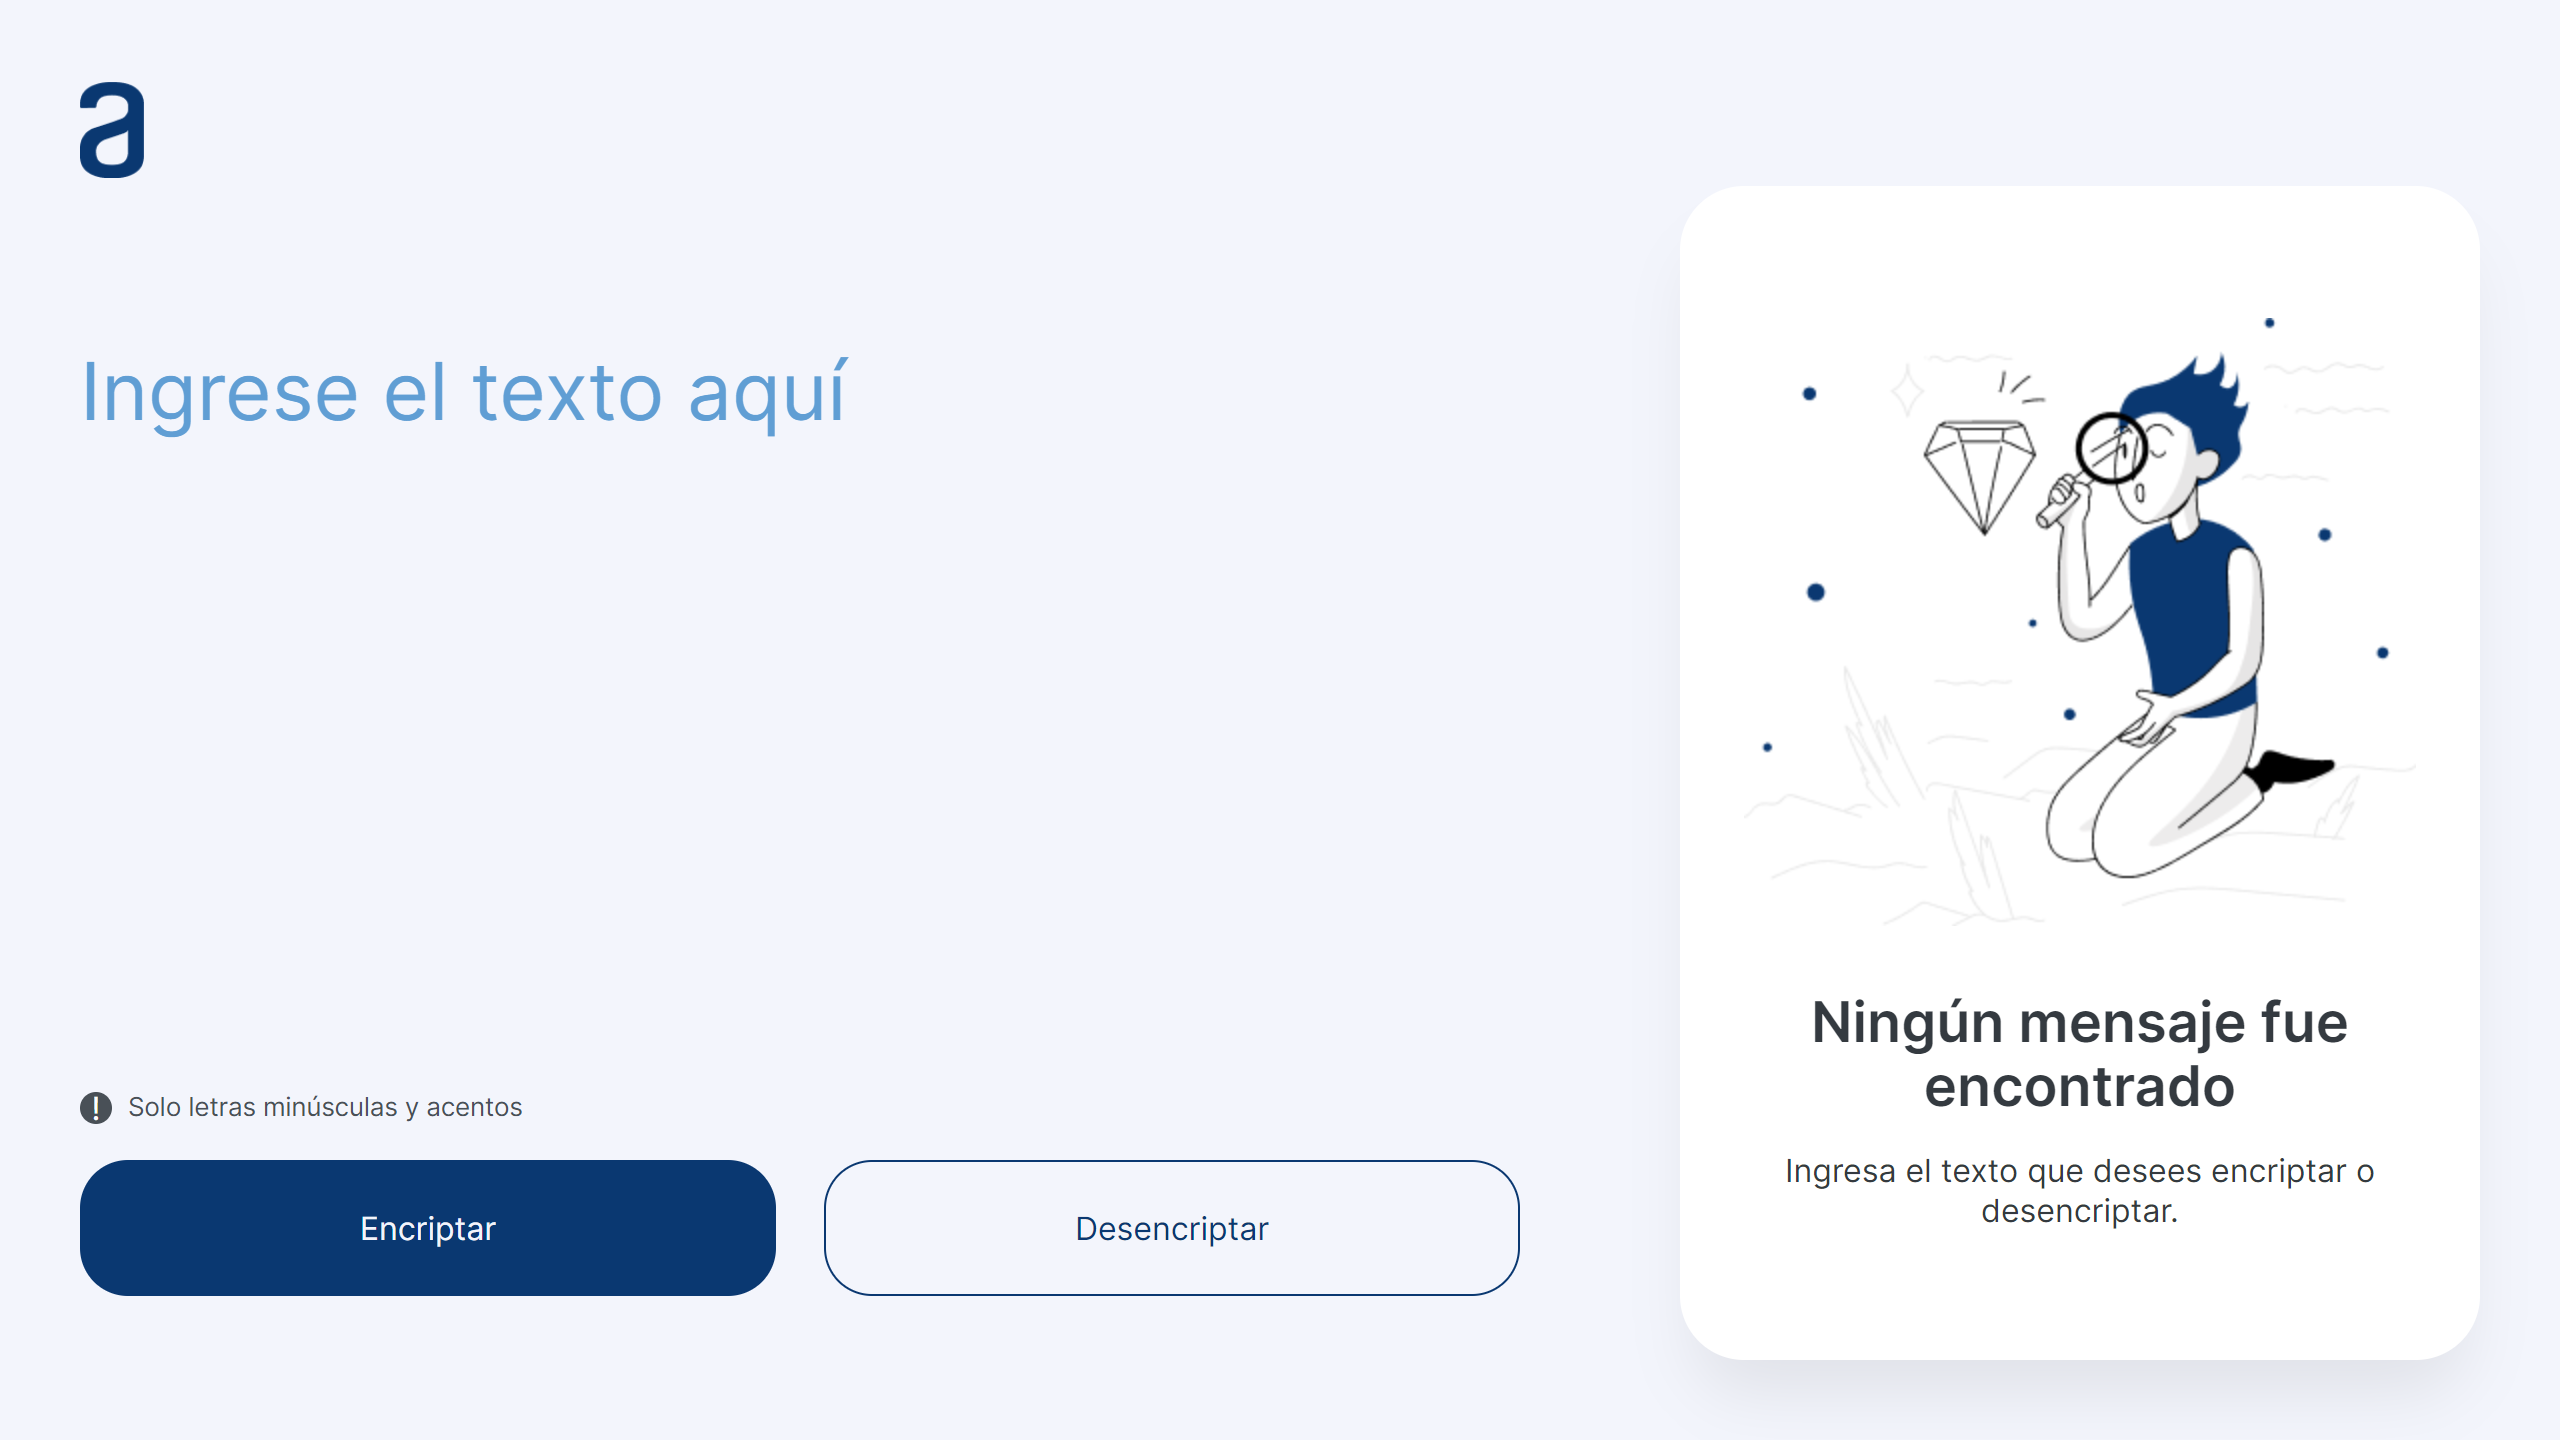 a
Ingrese el texto aquí
Solo letras minúsculas y acentos
Encriptar
Desencriptar
Ningún mensaje fue
encontrado
Ingresa el texto que desees encriptar o
desencriptar.